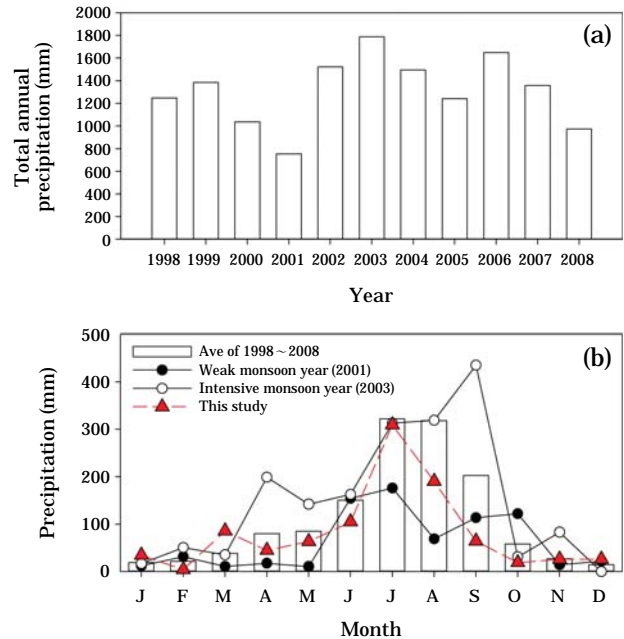 2000
1800
1600
1400
1200
1000
800
600
400
200
0
Total annual
precipitation (mm)
(a)
1998 1999 2000 2001 2002 2003 2004 2005 2006 2007 2008
Year
500
400
300
200
100
0
Precipitation (mm)
Ave of 1998~2008
Weak monsoon year (2001)
Intensive monsoon year (2003)
This study
(b)
J F M A M J J A S O N D
Month